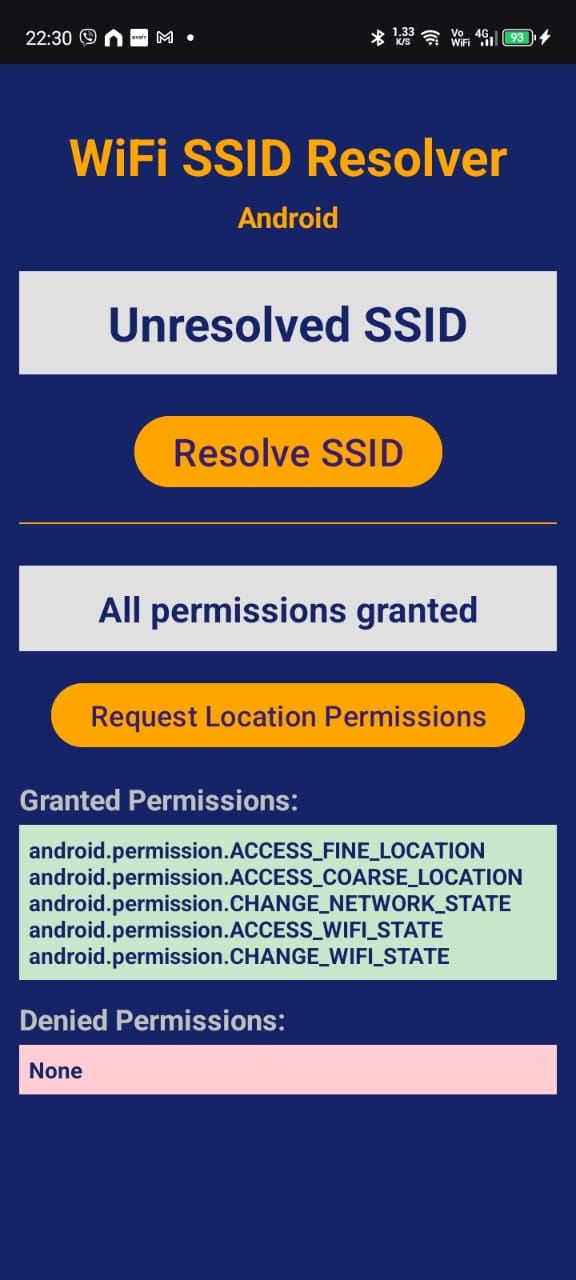 22:30
1.33
K/S
Vo
WiFi
4G
93
WiFi SSID Resolver
Android
Unresolved SSID
Resolve SSID
All permissions granted
Request Location Permissions
Granted Permissions:
android.permission.ACCESS_FINE_LOCATION
android.permission.ACCESS_COARSE_LOCATION
android.permission.CHANGE_NETWORK_STATE
android.permission.ACCESS_WIFI_STATE
android.permission.CHANGE_WIFI_STATE
Denied Permissions:
None